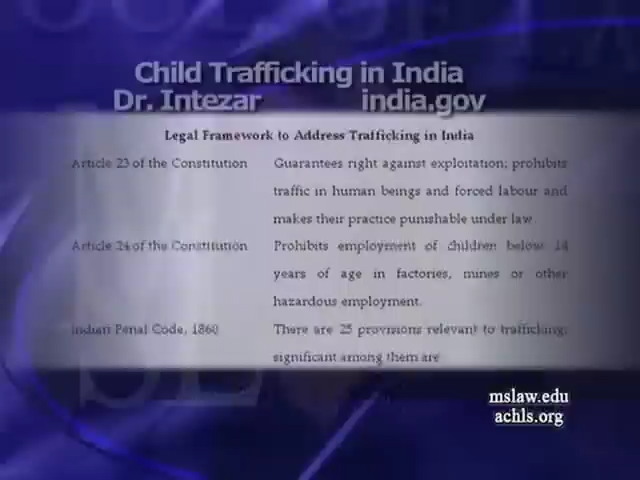 Child Trafficking in India
Dr. Intezar india.gov
Legal Framework to Address Trafficking in India
Article 23 of the Constitution Guarantees right against exploitation; prohibits
traffic in human beings and forced labour and
makes their practice punishable under law
Article 24 of the Constitution Prohibits employment of children below 14
years of age in factories, mines or other
hazardous employment.
Indian Penal Code, 1860 There are 25 provisions relevant to trafficking;
significant among them are
mslaw.edu
achls.org